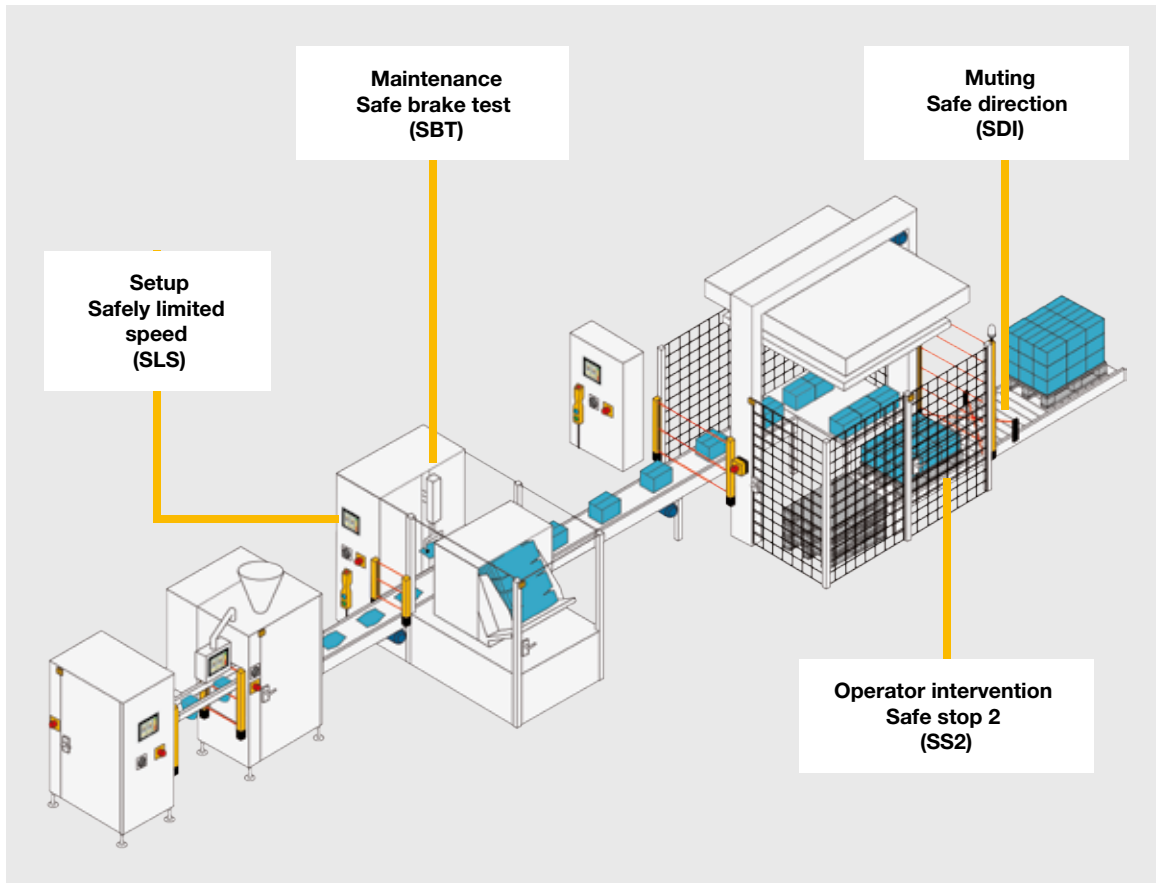 Maintenance
Safe brake test
(SBT)
Muting
Safe direction
(SDI)
Setup
Safely limited
speed
(SLS)
Operator intervention
Safe stop 2
(SS2)